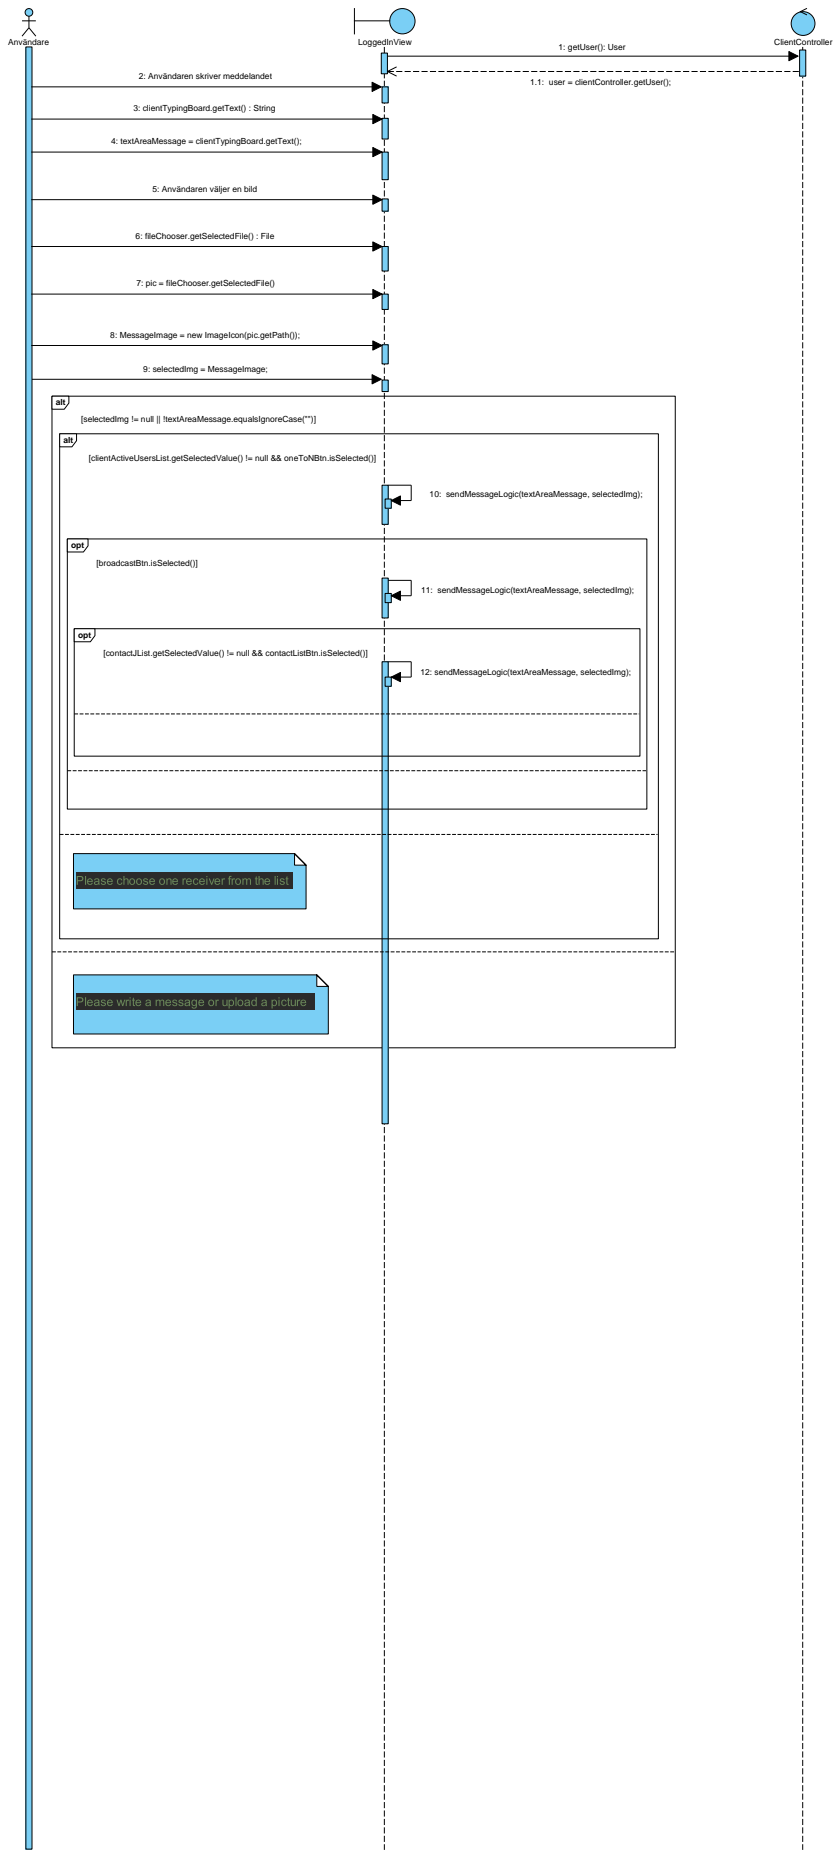 Användare
LoggedInView
ClientController
1: getUser(): User
1.1:  user = clientController.getUser();
2: Användaren skriver meddelandet
3: clientTypingBoard.getText() : String
4: textAreaMessage = clientTypingBoard.getText();
5: Användaren väljer en bild
6: fileChooser.getSelectedFile() : File
7: pic = fileChooser.getSelectedFile()
8: MessageImage = new ImageIcon(pic.getPath());
9: selectedImg = MessageImage;
alt
[selectedImg != null || !textAreaMessage.equalsIgnoreCase("")]
alt
[clientActiveUsersList.getSelectedValue() != null && oneToNBtn.isSelected()]
10:  sendMessageLogic(textAreaMessage, selectedImg);
opt
[broadcastBtn.isSelected()]
11:  sendMessageLogic(textAreaMessage, selectedImg);
opt
[contactJList.getSelectedValue() != null && contactListBtn.isSelected()]
12: sendMessageLogic(textAreaMessage, selectedImg);
Please choose one receiver from the list
Please write a message or upload a picture